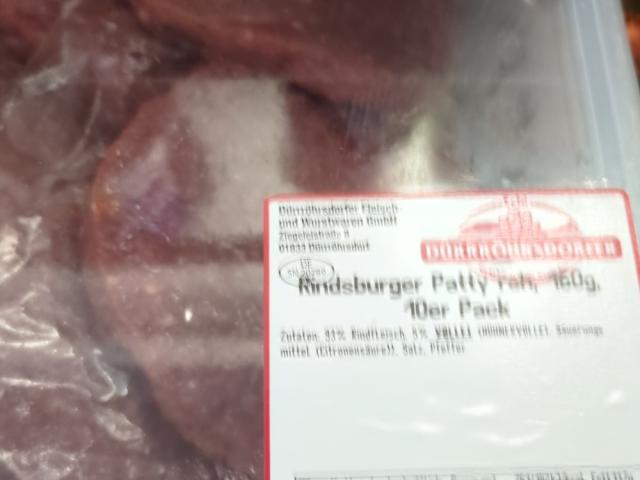 Dürrröhrsdorfer Fleisch-
und Wurstwaren GmbH
Ziegeleistraße
01833 Dürrröhrsdorf
DÜRRRÖHRSDORFER
DE
Rindsburger Patty roh, 160g,
10er Pack
Zutaten: 93% Rindfleisch, 5% VOLLEI (HÜHNERVOLLEI, Säuerungs
mittel (Citronensäure)), Salz, Pfeffer